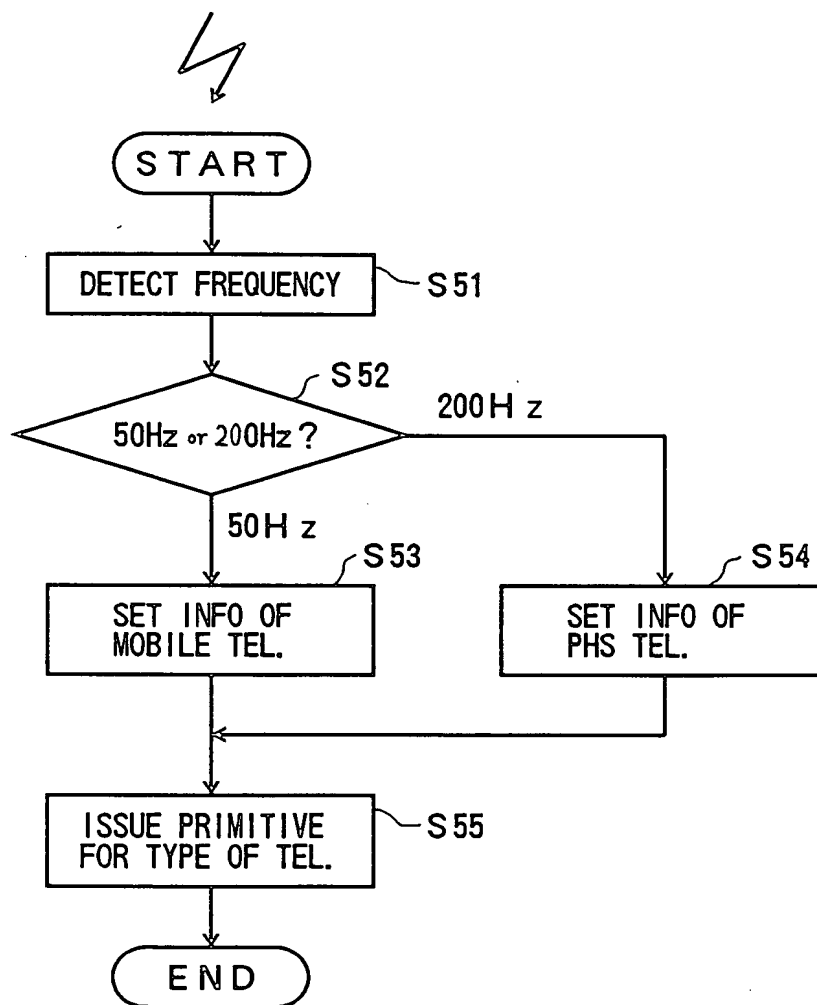 START
DETECT FREQUENCY
S51
S52
50Hz or 200Hz?
200Hz
50Hz
S53
SET INFO OF
MOBILE TEL.
S54
SET INFO OF
PHS TEL.
ISSUE PRIMITIVE
FOR TYPE OF TEL.
S55
END